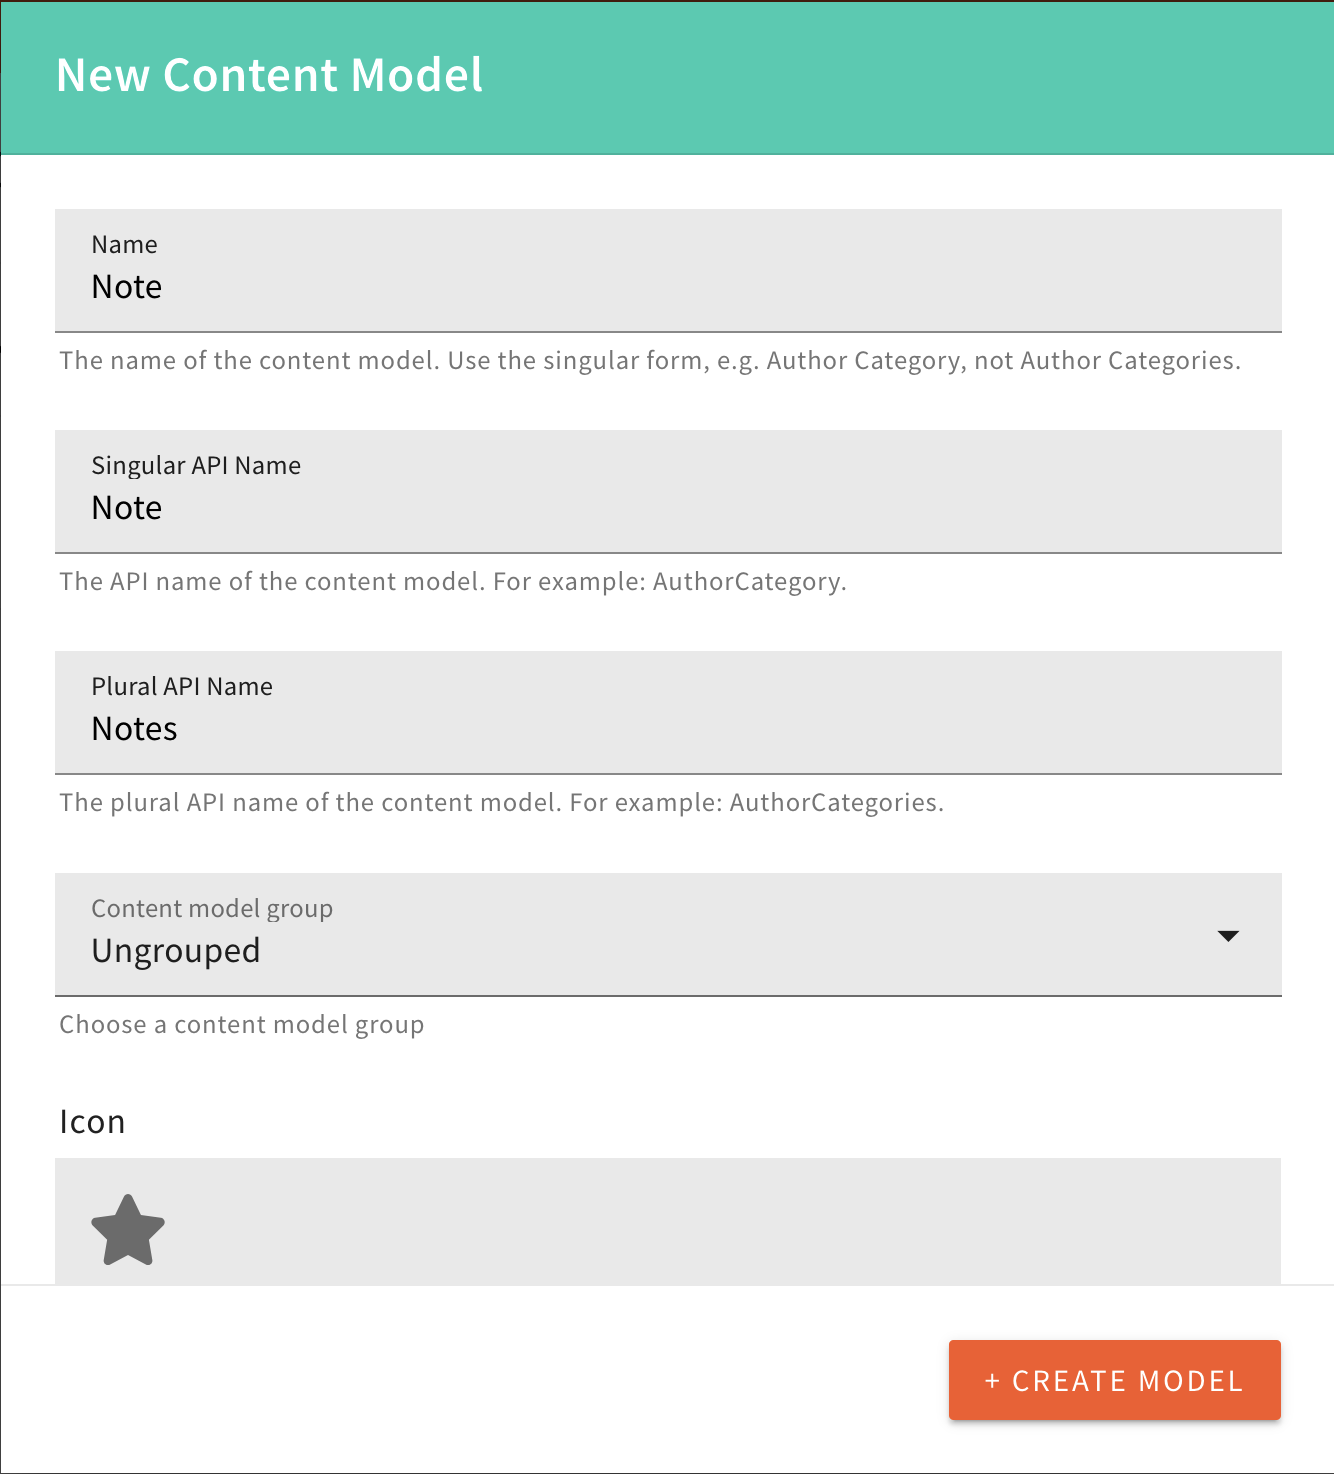 New Content Model
Name
Note
The name of the content model. Use the singular form, e.g. Author Category, not Author Categories.
Singular API Name
Note
The API name of the content model. For example: AuthorCategory.
Plural API Name
Notes
The plural API name of the content model. For example: AuthorCategories.
Content model group
Ungrouped
Choose a content model group
Icon
+ CREATE MODEL